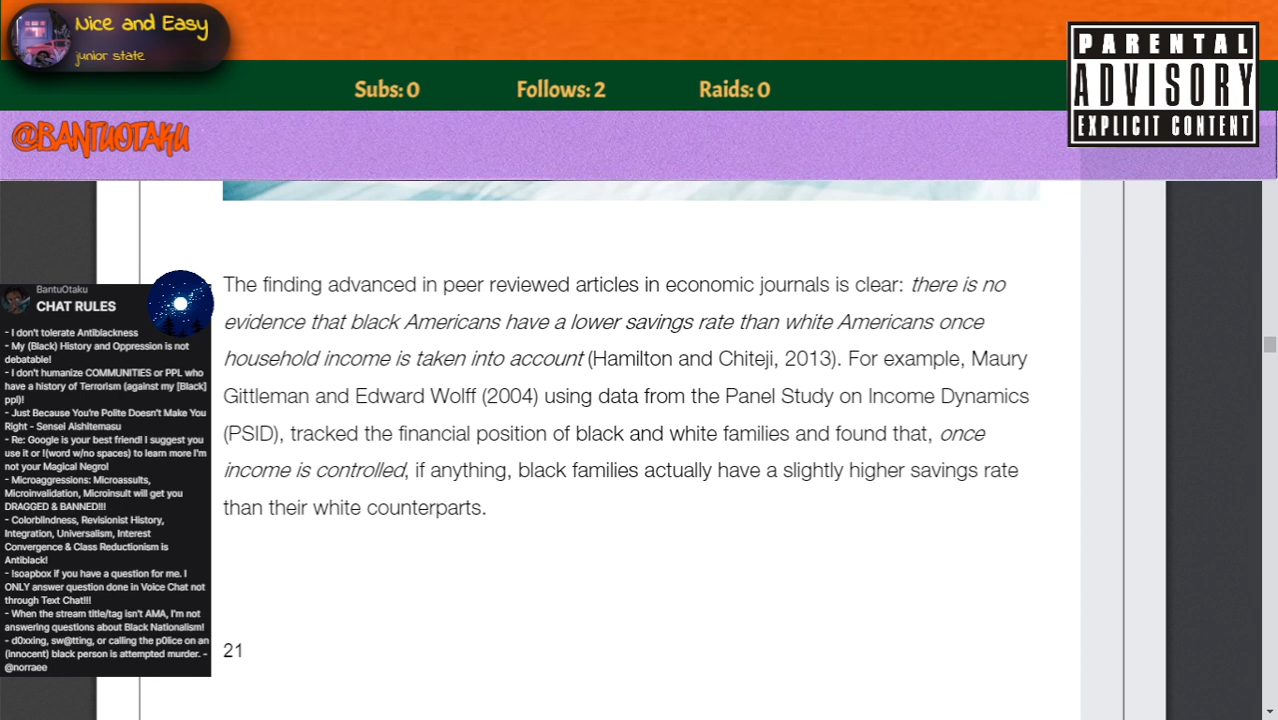 Nice and Easy
junior state
Subs: 0 Follows: 2 Raids: 0
PARENTAL
ADVISORY
EXPLICIT CONTENT
@BANTUOTAKU
The finding advanced in peer reviewed articles in economic journals is clear: there is no
evidence that black Americans have a lower savings rate than white Americans once
household income is taken into account (Hamilton and Chiteji, 2013). For example, Maury
Gittleman and Edward Wolff (2004) using data from the Panel Study on Income Dynamics
(PSID), tracked the financial position of black and white families and found that, once
income is controlled, if anything, black families actually have a slightly higher savings rate
than their white counterparts.
21
BantuOtaku
CHAT RULES
- I don't tolerate Antiblackness
- My (Black) History and Oppression is not
debatable!
- I don't humanize COMMUNITIES or PPL who
have a history of Terrorism (against my [Black]
ppl)!
- Just Because You're Polite Doesn't Make You
Right - Sensei Aishitemasu
- Re: Google is your best friend! I suggest you
use it or !(word w/no spaces) to learn more I'm
not your Magical Negro!
- Microaggressions: Microassults,
Microinvalidation, Microinsult will get you
DRAGGED & BANNED!!!
- Colorblindness, Revisionist History,
Integration, Universalism, Interest
Convergence & Class Reductionism is
Antiblack!
- !soapbox if you have a question for me. I
ONLY answer question done in Voice Chat not
through Text Chat!!!
- When the stream title/tag isn't AMA, I'm not
answering questions about Black Nationalism!
- d0xxing, sw@tting, or calling the p0lice on an
(innocent) black person is attempted murder. -
@norraee